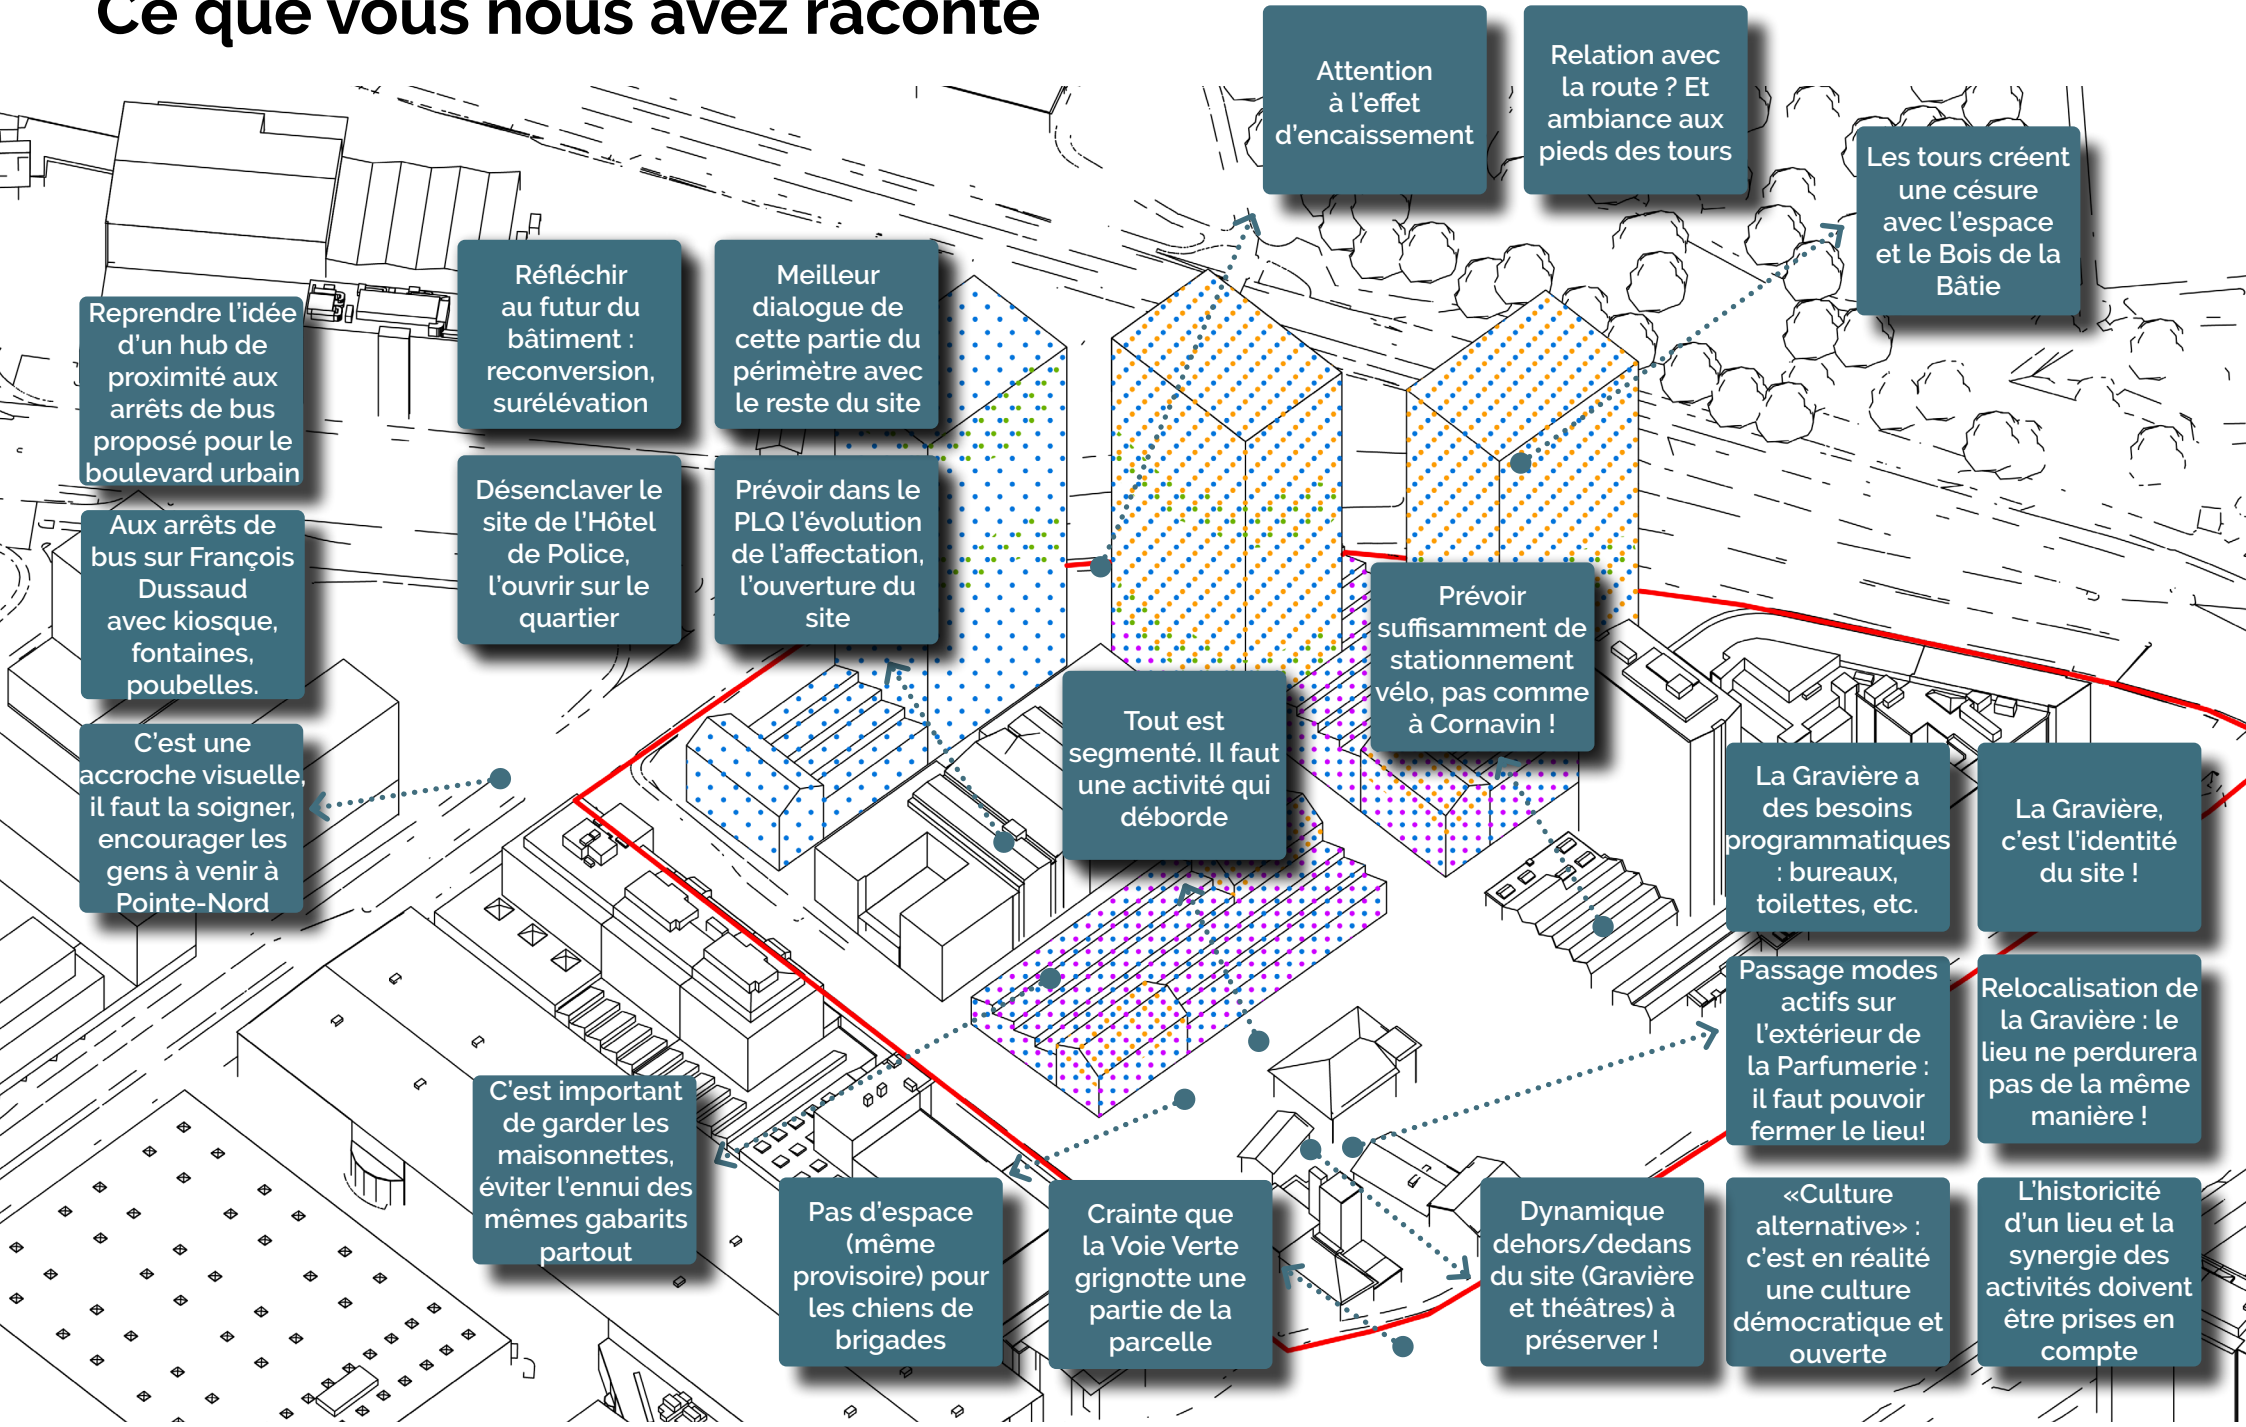 Ce que vous nous avez raconté
Attention
à l'effet
d'encaissement
Relation avec
la route ? Et
ambiance aux
pieds des tours
Les tours créent
une césure
avec l'espace
et le Bois de la
Bâtie
Réfléchir
au futur du
bâtiment :
reconversion,
surélévation
Meilleur
dialogue de
cette partie du
périmètre avec
le reste du site
Reprendre l'idée
d'un hub de
proximité aux
arrêts de bus
proposé pour le
boulevard urbain
Désenclaver le
site de l'Hôtel
de Police,
l'ouvrir sur le
quartier
Prévoir dans le
PLQ l'évolution
de l'affectation,
l'ouverture du
site
Aux arrêts de
bus sur François
Dussaud
avec kiosque,
fontaines,
poubelles.
Prévoir
suffisamment de
stationnement
vélo, pas comme
à Cornavin !
Tout est
segmenté. Il faut
une activité qui
déborde
C'est une
accroche visuelle,
il faut la soigner,
encourager les
gens à venir à
Pointe-Nord
La Gravière a
des besoins
programmatiques
: bureaux,
toilettes, etc.
La Gravière,
c'est l'identité
du site !
Passage modes
actifs sur
l'extérieur de
la Parfumerie :
il faut pouvoir
fermer le lieu!
Relocalisation de
la Gravière : le
lieu ne perdurera
pas de la même
manière !
C'est important
de garder les
maisonnettes,
éviter l'ennui des
mêmes gabarits
partout
Pas d'espace
(même
provisoire) pour
les chiens de
brigades
Crainte que
la Voie Verte
grignotte une
partie de la
parcelle
Dynamique
dehors/dedans
du site (Gravière
et théâtres) à
préserver !
«Culture
alternative» :
c'est en réalité
une culture
démocratique et
ouverte
L'historicité
d'un lieu et la
synergie des
activités doivent
être prises en
compte